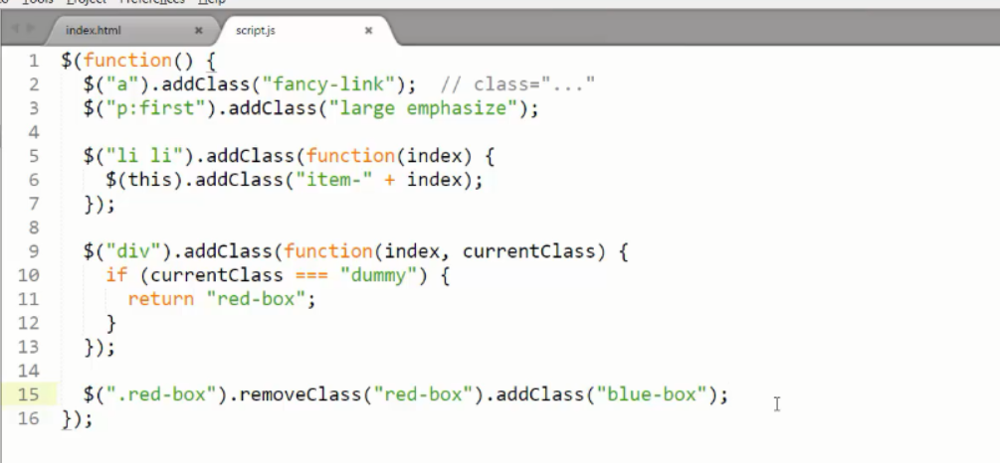 Tools Project Preferences Help
index.html × script.js ×
1 $(function() {
2   $("a").addClass("fancy-link");  // class="..."
3   $("p:first").addClass("large emphasize");
4
5   $("li li").addClass(function(index) {
6     $(this).addClass("item-" + index);
7   });
8
9   $("div").addClass(function(index, currentClass) {
10     if (currentClass === "dummy") {
11       return "red-box";
12     }
13   });
14
15   $(".red-box").removeClass("red-box").addClass("blue-box");
16 });